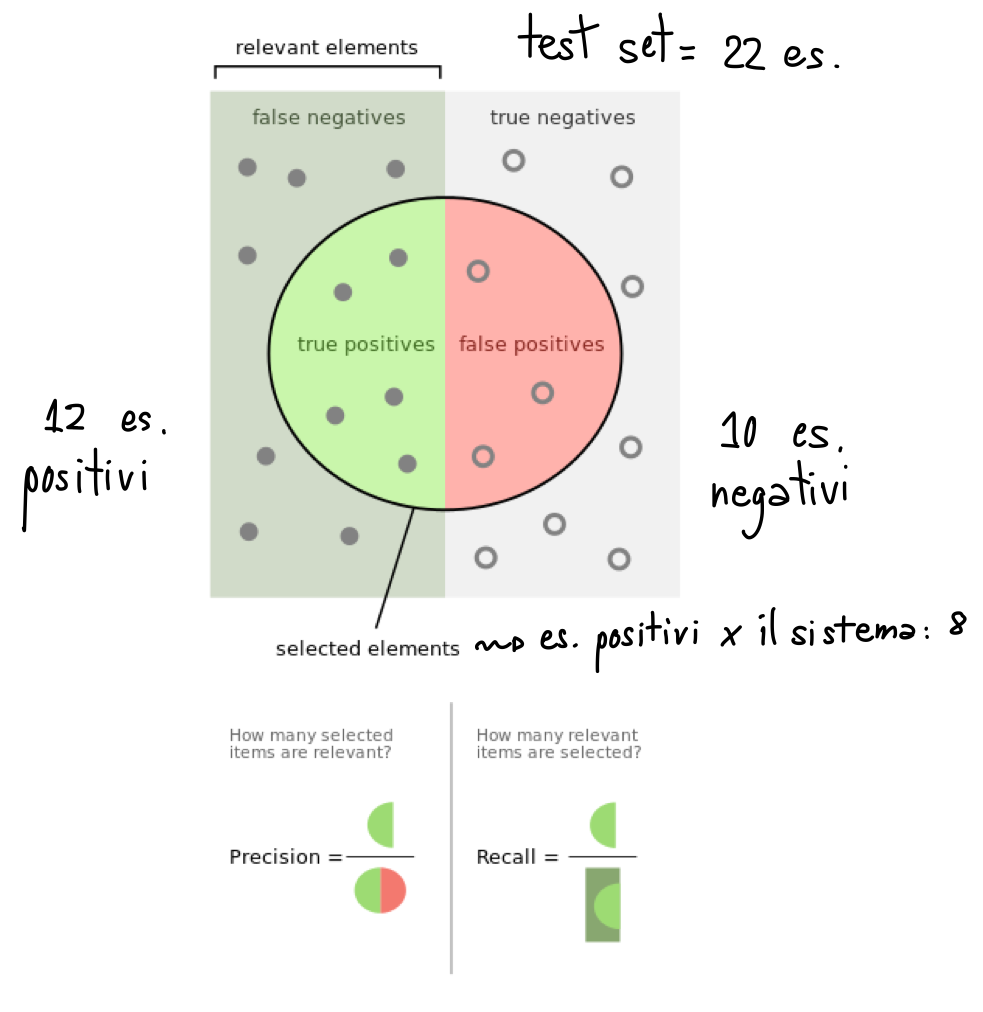 relevant elements
test set = 22 es.
false negatives
true negatives
true positives
false positives
12 es.
positivi
10 es.
negativi
selected elements ⇝ es. positivi x il sistema: 8
How many selected
items are relevant?
How many relevant
items are selected?
Precision =
Recall =